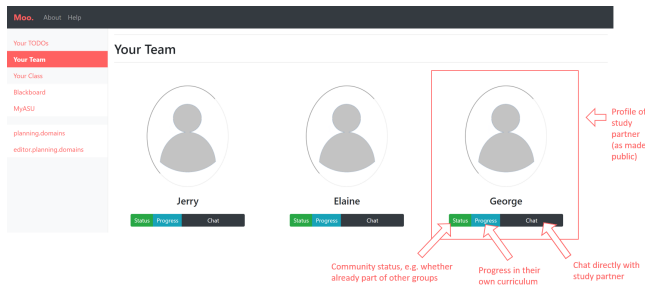 Moo. About Help
Your TODOs
Your Team
Your Class
Blackboard
MyASU
planning.domains
editor.planning.domains
Your Team
Jerry
Status Progress Chat
Elaine
Status Progress Chat
George
Status Progress Chat
Profile of
study
partner
(as made
public)
Community status, e.g. whether
already part of other groups
Progress in their
own curriculum
Chat directly with
study partner